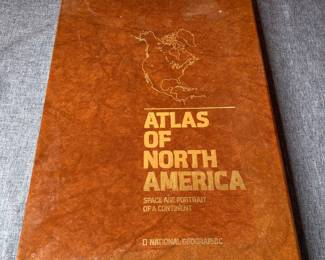 ATLAS
OF
NORTH
AMERICA
SPACE AGE PORTRAIT
OF A CONTINENT
NATIONAL GEOGRAPHIC